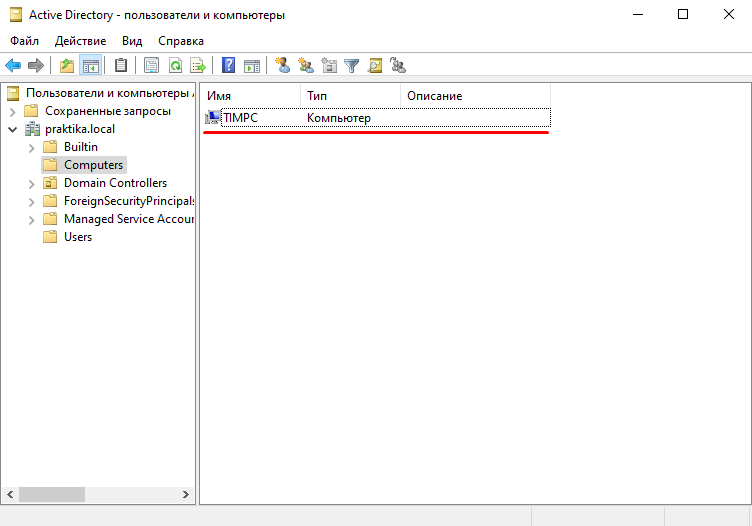 Active Directory - пользователи и компьютеры
Файл Действие Вид Справка
Пользователи и компьютеры
Сохраненные запросы
praktika.local
Builtin
Computers
Domain Controllers
ForeignSecurityPrincipals
Managed Service Accour
Users
Имя Тип Описание
TIMPC Компьютер